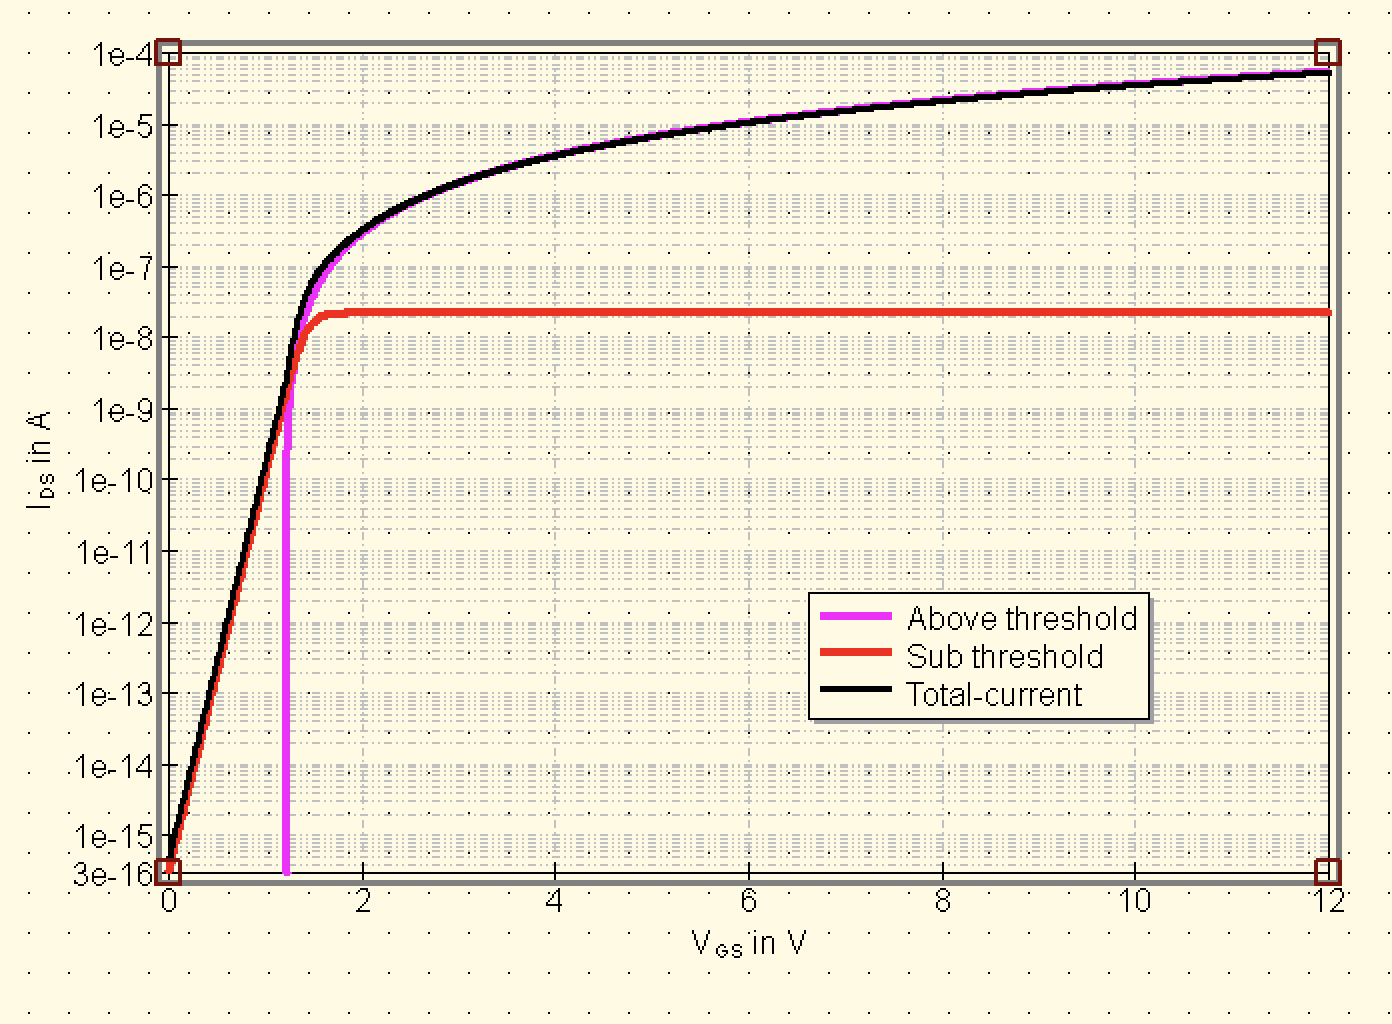 1e-4
1e-5
1e-6
1e-7
1e-8
1e-9
1e-10
1e-11
1e-12
1e-13
1e-14
1e-15
3e-16
I_DS in A
Above threshold
Sub threshold
Total-current
0 2 4 6 8 10 12
V_GS in V